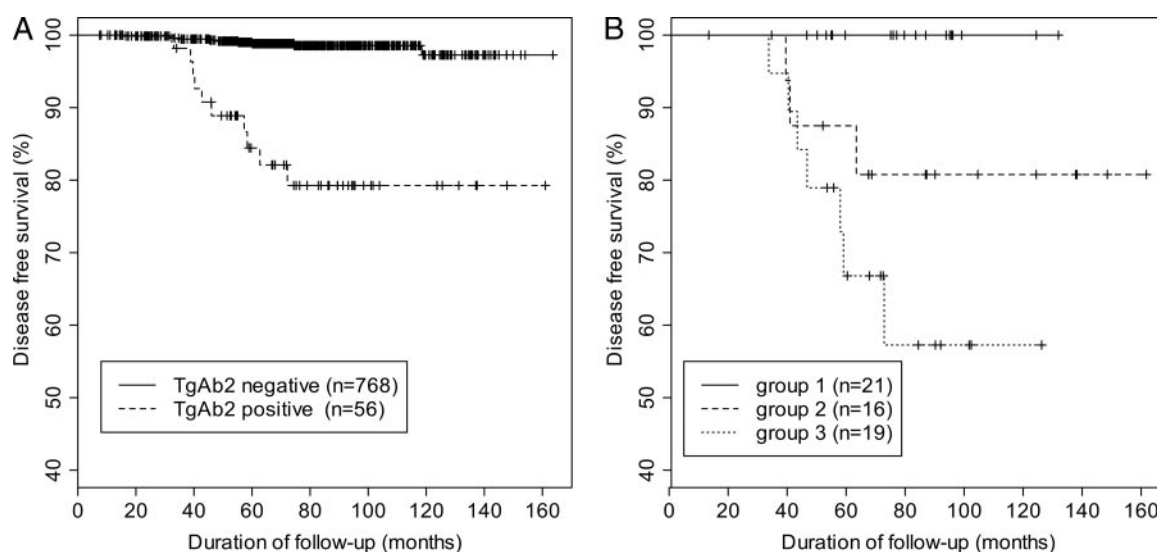 A
Disease free survival (%)
100
90
80
70
60
50
40
TgAb2 negative (n=768)
TgAb2 positive (n=56)
0 20 40 60 80 100 120 140 160
Duration of follow-up (months)
B
Disease free survival (%)
100
90
80
70
60
50
40
group 1 (n=21)
group 2 (n=16)
group 3 (n=19)
0 20 40 60 80 100 120 140 160
Duration of follow-up (months)